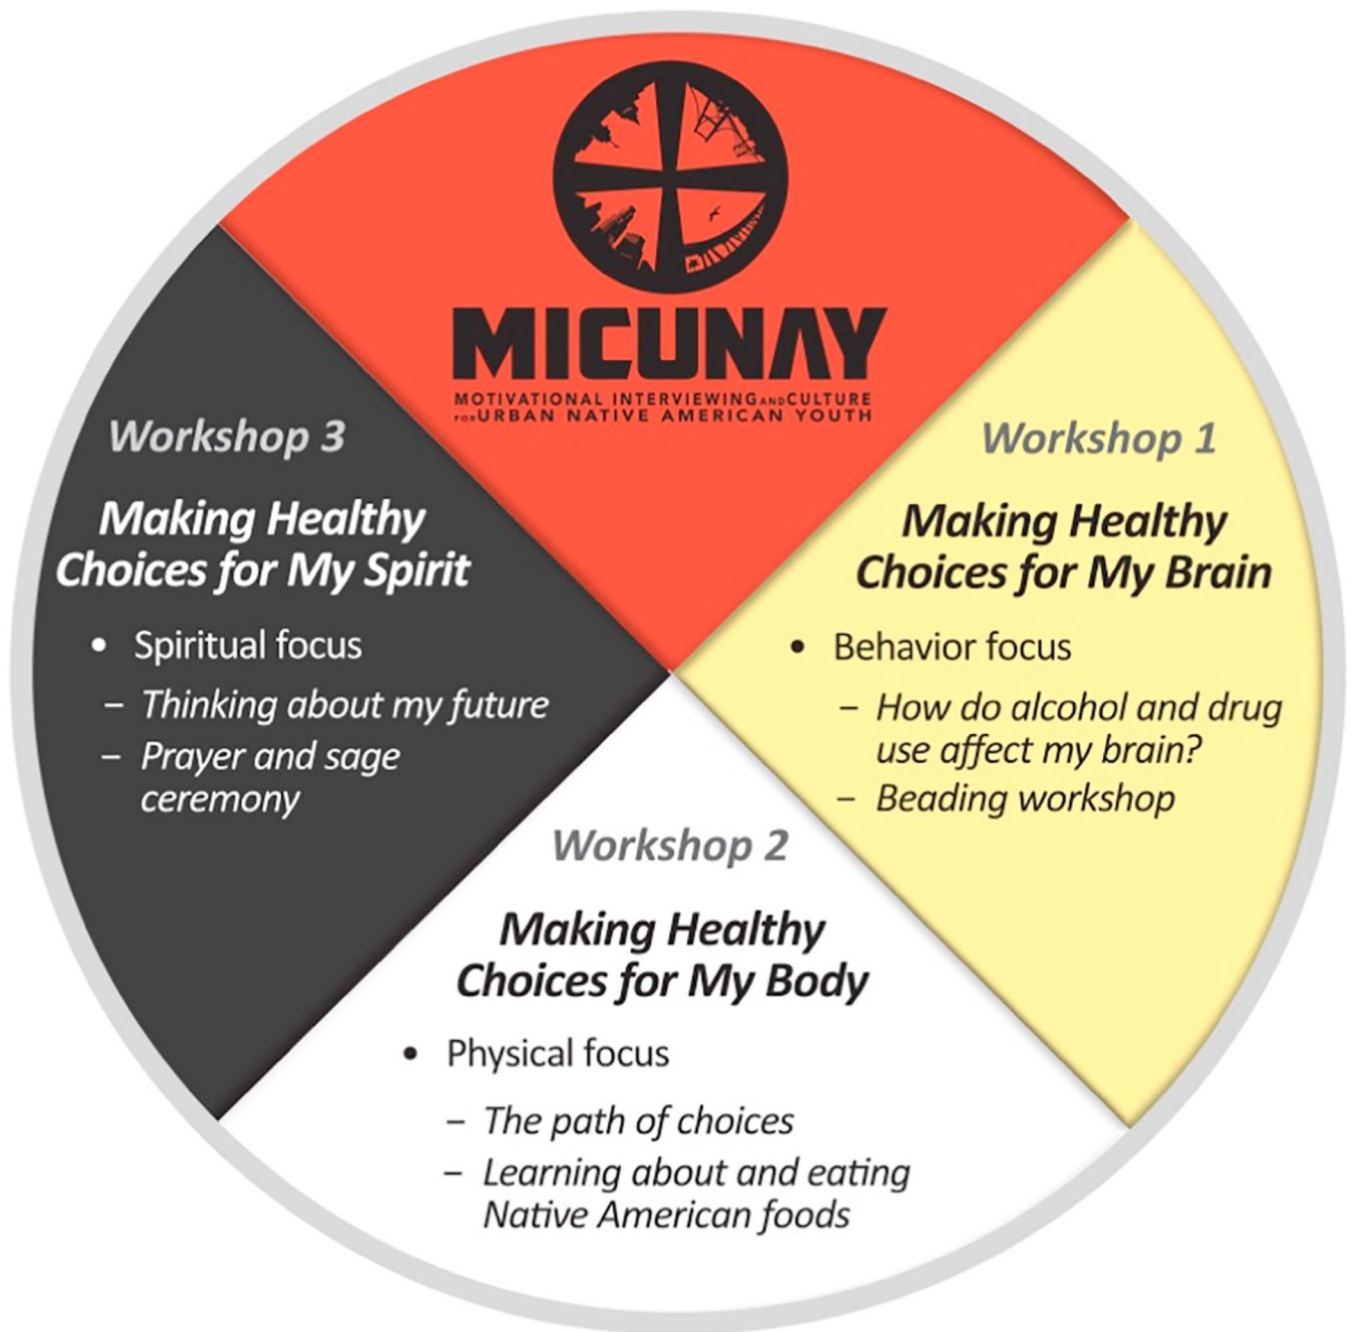 MICUNAY
MOTIVATIONAL INTERVIEWING AND CULTURE
FOR URBAN NATIVE AMERICAN YOUTH
Workshop 1
Making Healthy
Choices for My Brain
• Behavior focus
– How do alcohol and drug
use affect my brain?
– Beading workshop
Workshop 2
Making Healthy
Choices for My Body
• Physical focus
– The path of choices
– Learning about and eating
Native American foods
Workshop 3
Making Healthy
Choices for My Spirit
• Spiritual focus
– Thinking about my future
– Prayer and sage
ceremony